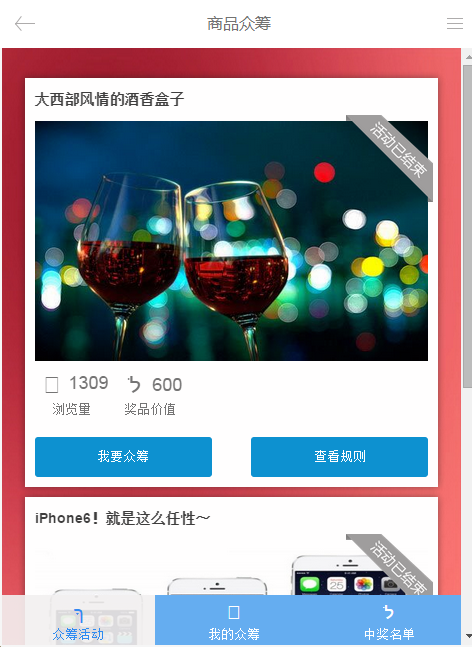 商品众筹
大西部风情的酒香盒子
活动已结束
1309 600
浏览量 奖品价值
我要众筹 查看规则
iPhone6！就是这么任性～
活动已结束
众筹活动 我的众筹 中奖名单